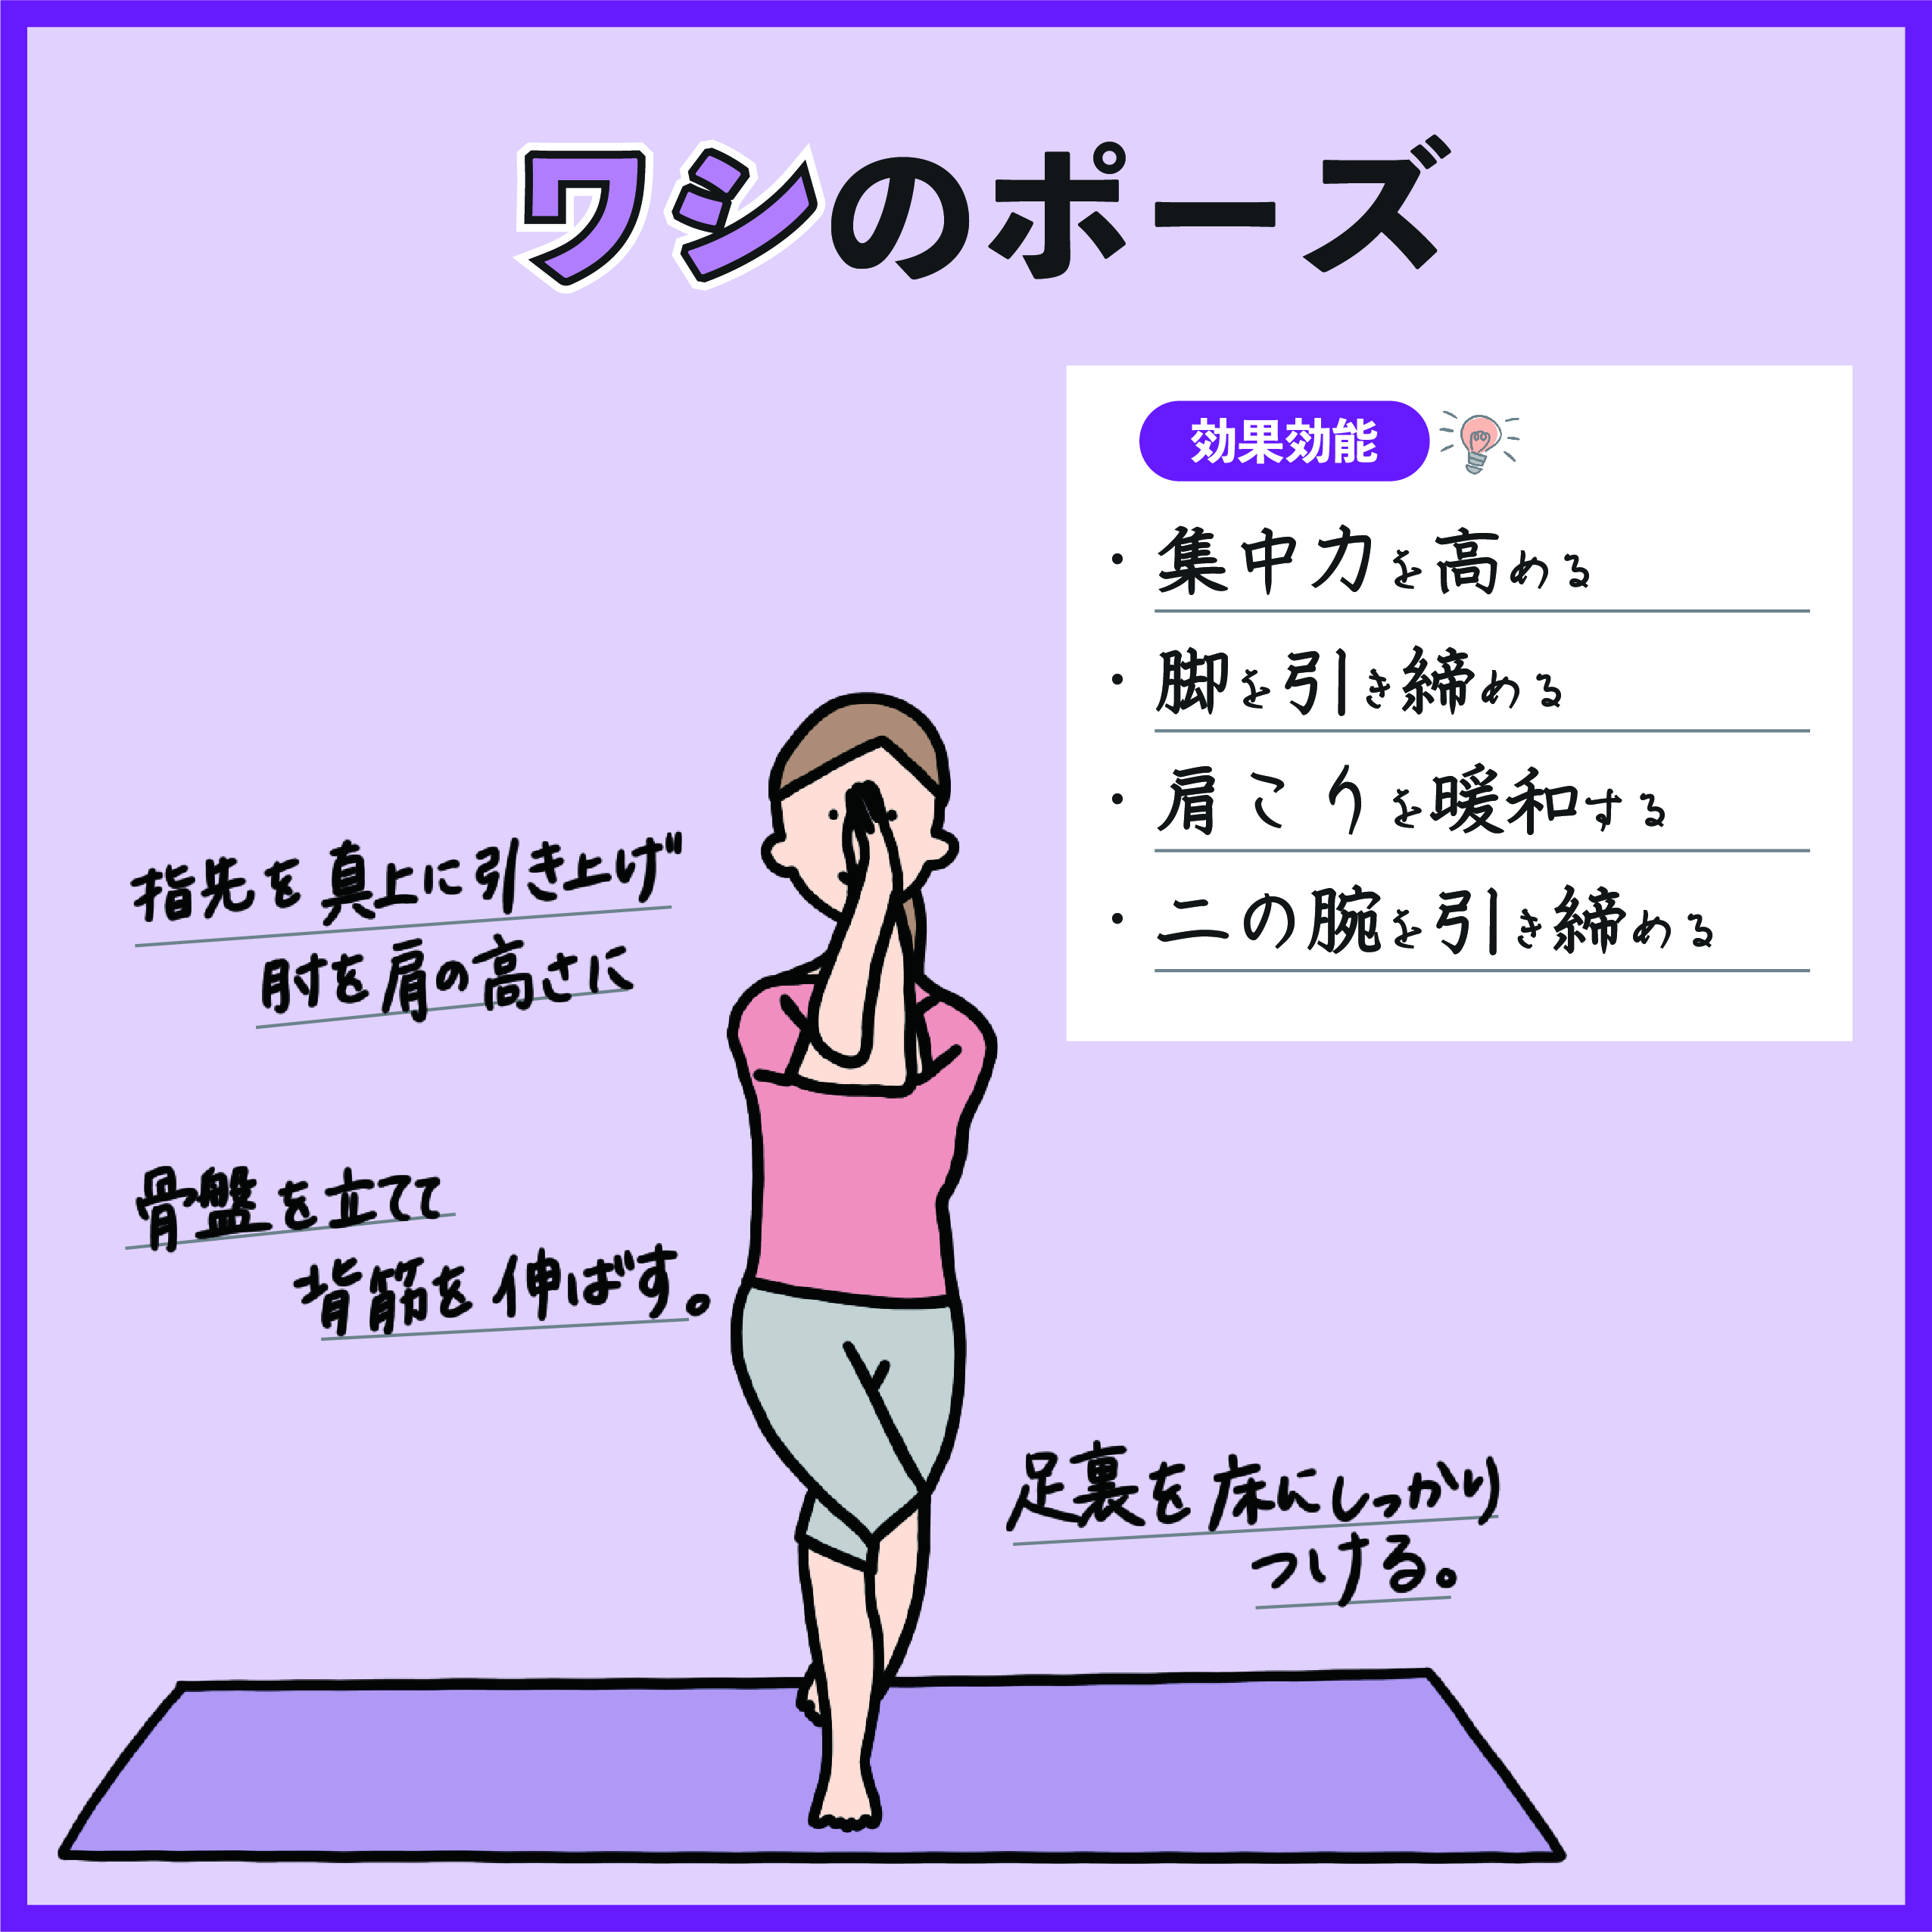 ワシのポーズ
効果効能
・集中力を高める
・脚を引き締める
・肩こりを暖和する
・二の腕を引き締める
指先を真上に引き上げ
肘を肩の高さに
骨盤を立てて
背筋を伸ばす。
足裏を床にしっかり
つける。